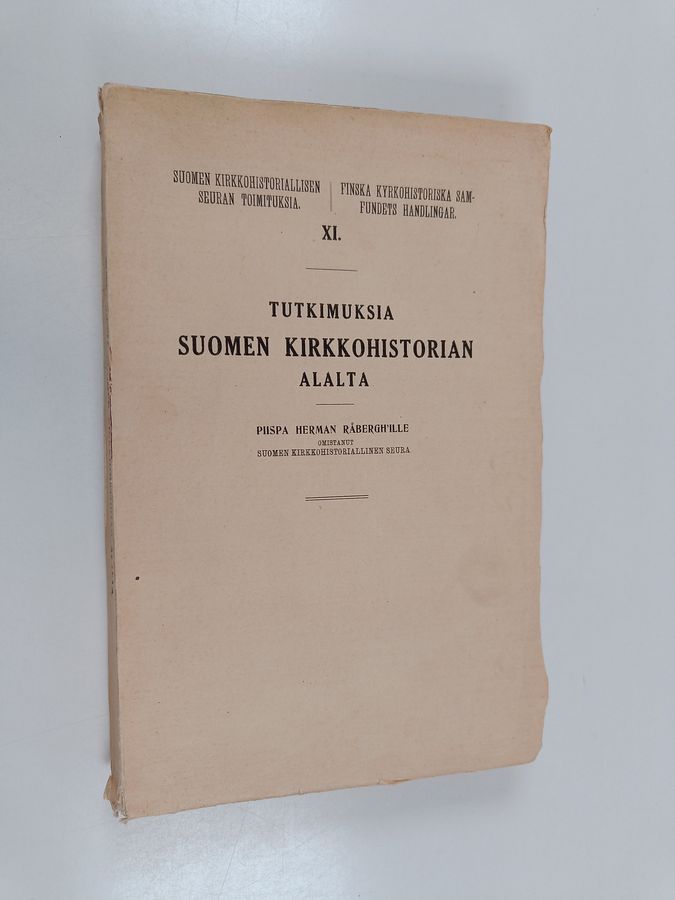 SUOMEN KIRKKOHISTORIALLISEN
SEURAN TOIMITUKSIA.
FINSKA KYRKOHISTORISKA SAM-
FUNDETS HANDLINGAR.
XI.
TUTKIMUKSIA
SUOMEN KIRKKOHISTORIAN
ALALTA
PIISPA HERMAN RÅBERGH'ILLE
OMISTANUT
SUOMEN KIRKKOHISTORIALLINEN SEURA